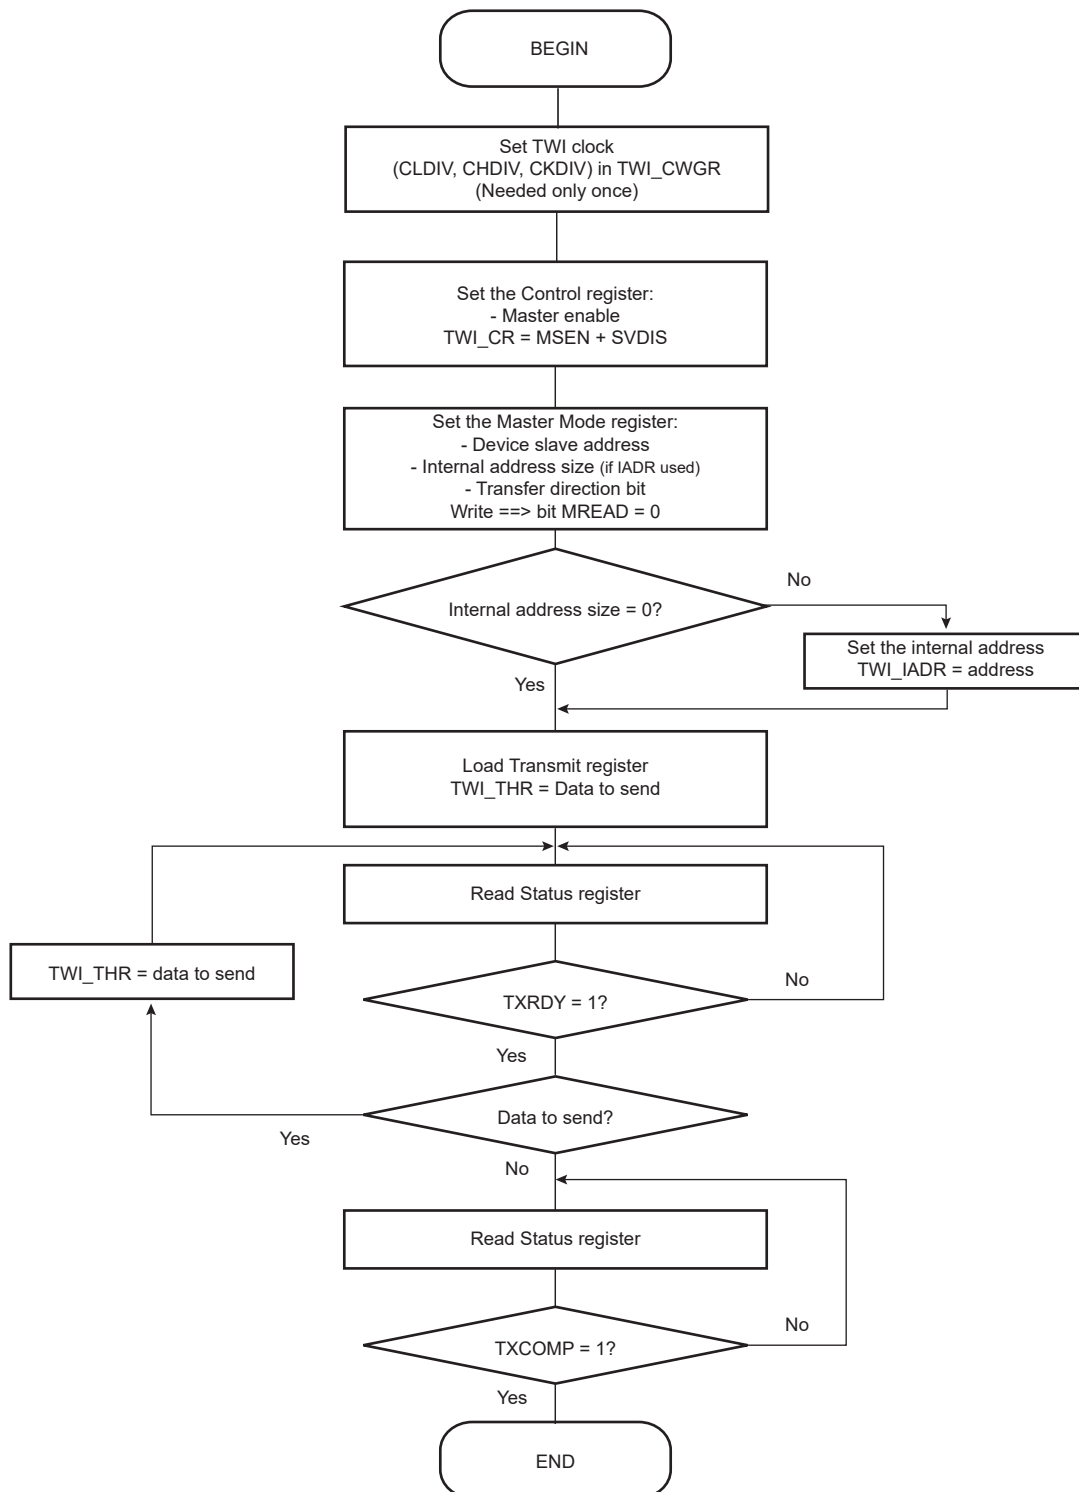 BEGIN
Set TWI clock
(CLDIV, CHDIV, CKDIV) in TWI_CWGR
(Needed only once)
Set the Control register:
- Master enable
TWI_CR = MSEN + SVDIS
Set the Master Mode register:
- Device slave address
- Internal address size (if IADR used)
- Transfer direction bit
Write ==> bit MREAD = 0
Internal address size = 0?
No
Set the internal address
TWI_IADR = address
Yes
Load Transmit register
TWI_THR = Data to send
Read Status register
TWI_THR = data to send
TXRDY = 1?
No
Yes
Data to send?
Yes
No
Read Status register
TXCOMP = 1?
No
Yes
END